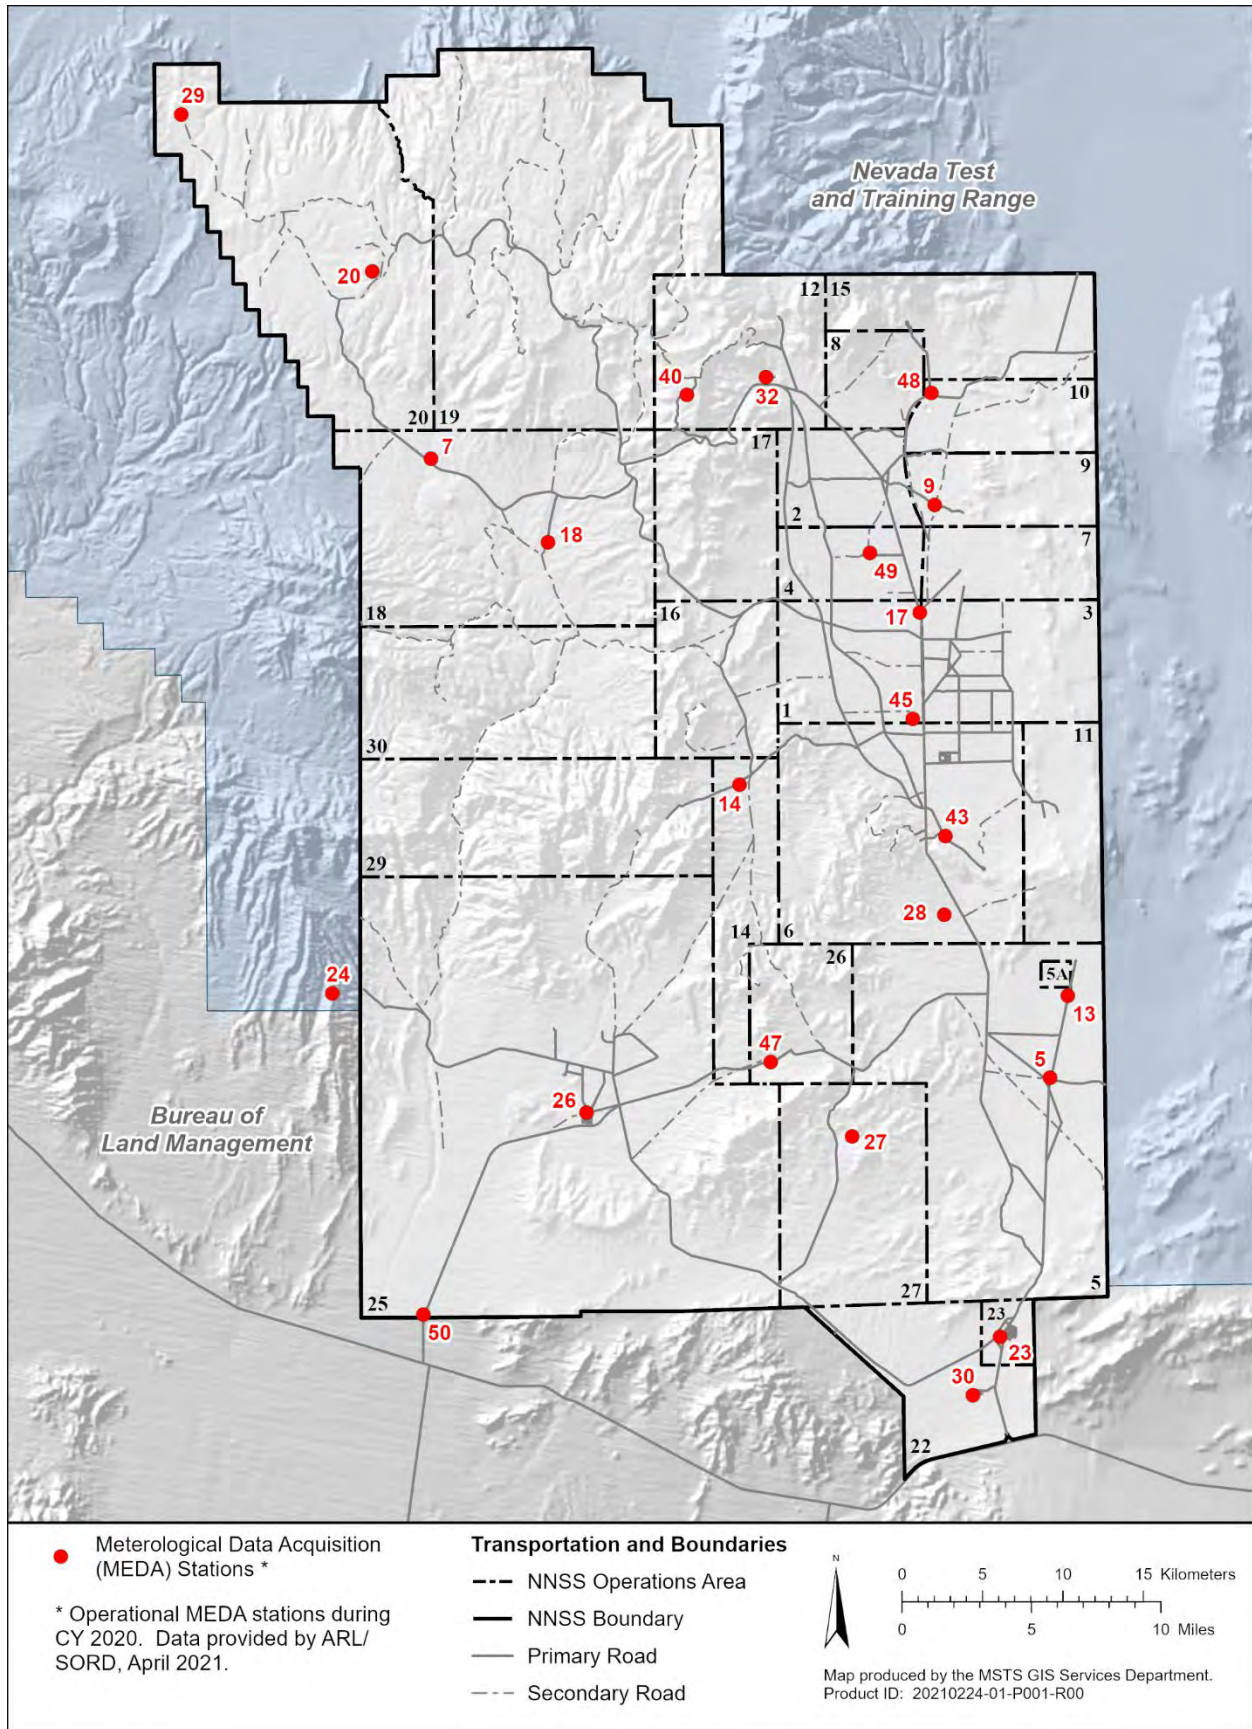 29
Nevada Test
and Training Range
20
12
15
8
40
32
48
10
20
19
7
17
9
9
2
18
7
49
4
18
16
17
3
45
1
11
30
14
43
29
28
14
6
26
24
5A
13
47
5
26
Bureau of
Land Management
27
25
27
5
50
23
23
30
22
Meterological Data Acquisition
(MEDA) Stations *
* Operational MEDA stations during
CY 2020. Data provided by ARL/
SORD, April 2021.
Transportation and Boundaries
NNSS Operations Area
NNSS Boundary
Primary Road
Secondary Road
N
0 5 10 15 Kilometers
0 5 10 Miles
Map produced by the MSTS GIS Services Department.
Product ID: 20210224-01-P001-R00